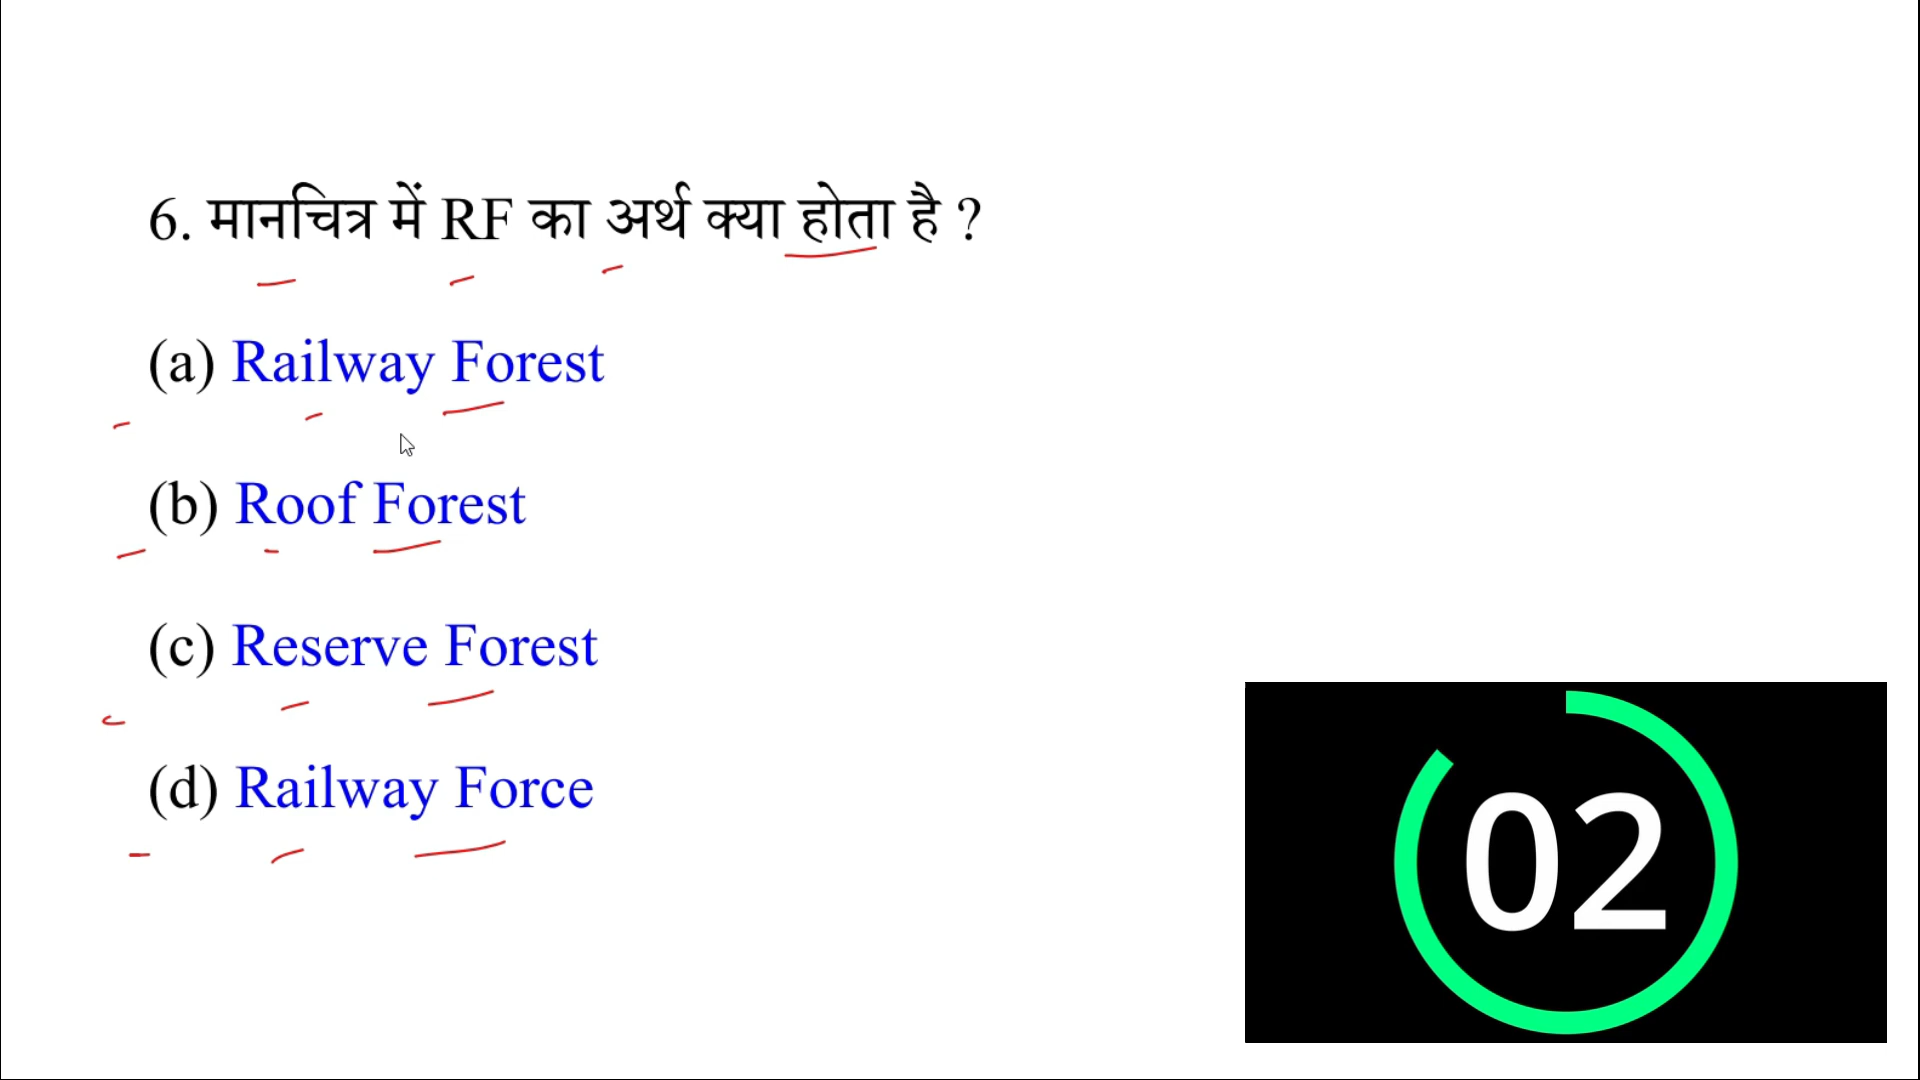 6. मानचित्र में RF का अर्थ क्या होता है ?
(a) Railway Forest
(b) Roof Forest
(c) Reserve Forest
(d) Railway Force
02